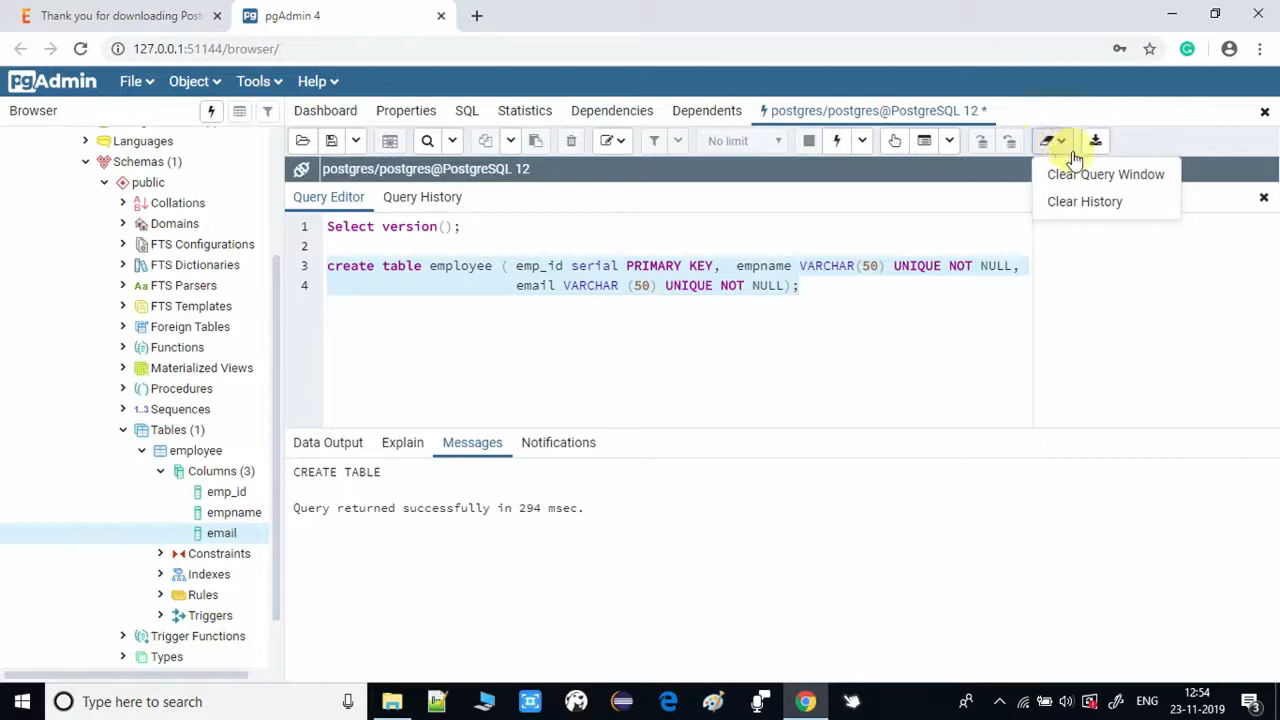 Thank you for downloading Post
pgAdmin 4
127.0.0.1:51144/browser/
pgAdmin
File
Object
Tools
Help
Browser
Dashboard
Properties
SQL
Statistics
Dependencies
Dependents
postgres/postgres@PostgreSQL 12 *
No limit
postgres/postgres@PostgreSQL 12
Clear Query Window
Clear History
Query Editor
Query History
1 Select version();
2
3 create table employee ( emp_id serial PRIMARY KEY,  empname VARCHAR(50) UNIQUE NOT NULL,
4 email VARCHAR (50) UNIQUE NOT NULL);
Languages
Schemas (1)
public
Collations
Domains
FTS Configurations
FTS Dictionaries
Aa FTS Parsers
FTS Templates
Foreign Tables
Functions
Materialized Views
Procedures
1..3 Sequences
Tables (1)
employee
Columns (3)
emp_id
empname
email
Constraints
Indexes
Rules
Triggers
Trigger Functions
Types
Data Output
Explain
Messages
Notifications
CREATE TABLE
Query returned successfully in 294 msec.
Type here to search
ENG
12:54
23-11-2019
3